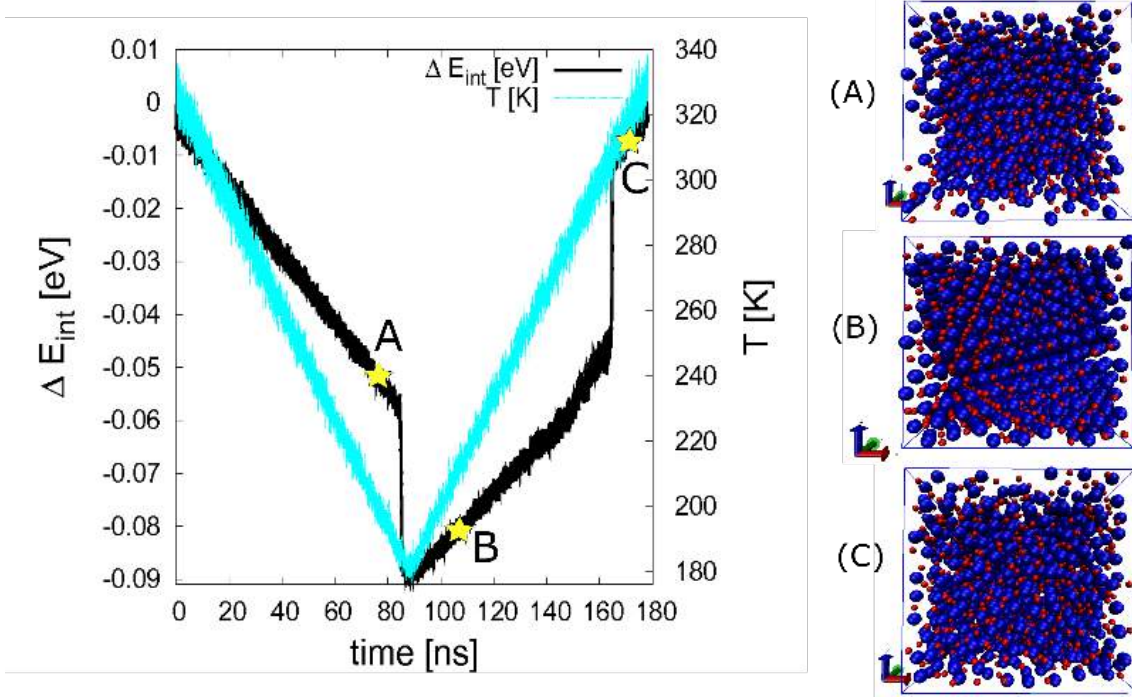 Δ E_int [eV]
T [K]
0.01
0
-0.01
-0.02
-0.03
-0.04
-0.05
-0.06
-0.07
-0.08
-0.09
Δ E_int [eV]
340
320
300
280
260
240
220
200
180
T [K]
A
B
C
0 20 40 60 80 100 120 140 160 180
time [ns]
(A)
(B)
(C)